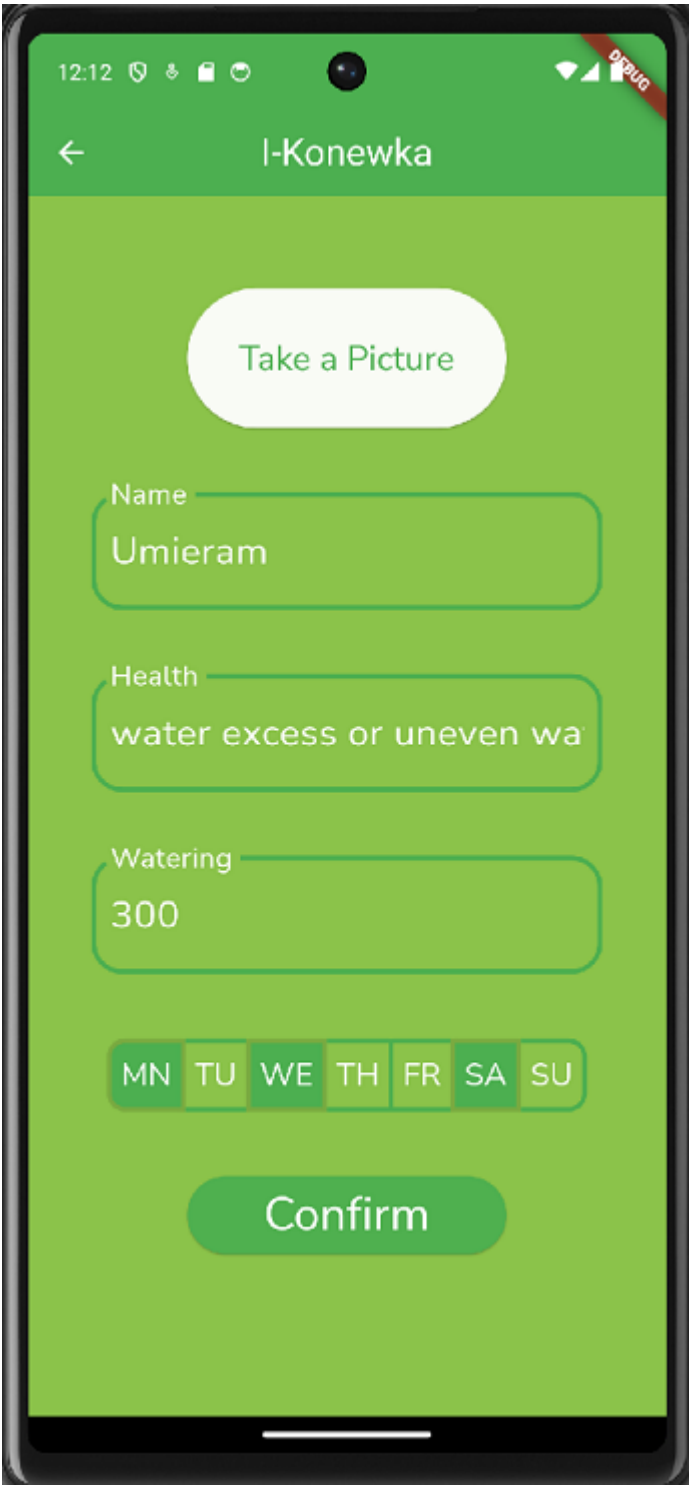 12:12
DEBUG
I-Konewka
Take a Picture
Name
Umieram
Health
water excess or uneven wa
Watering
300
MN TU WE TH FR SA SU
Confirm